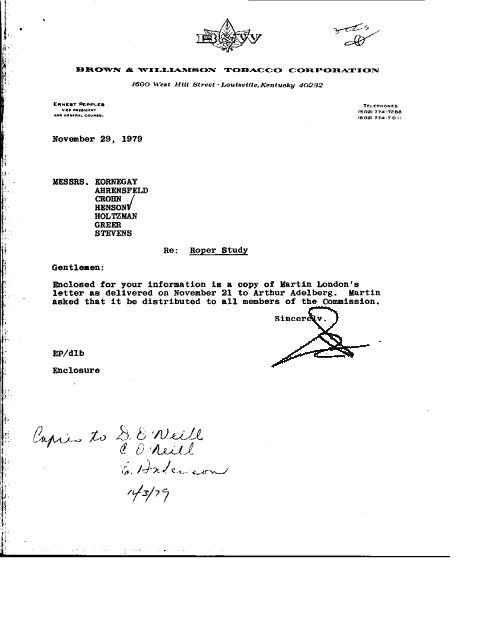 B&W
BROWN & WILLIAMSON TOBACCO CORPORATION
1600 West Hill Street · Louisville, Kentucky 40232
ERNEST PEPPLES
VICE PRESIDENT
AND GENERAL COUNSEL
TELEPHONES
(502) 774-7256
(502) 774-7011
November 29, 1979
MESSRS. KORNEGAY
AHRENSFELD
CROHN
HENSON
HOLTZMAN
GREER
STEVENS
Re: Roper Study
Gentlemen:
Enclosed for your information is a copy of Martin London's
letter as delivered on November 21 to Arthur Adelberg. Martin
asked that it be distributed to all members of the Commission.
Sincerely,
EP/dlb
Enclosure
Copies to D. O'Neill
C O'Neill
E. Anderson
12/3/79